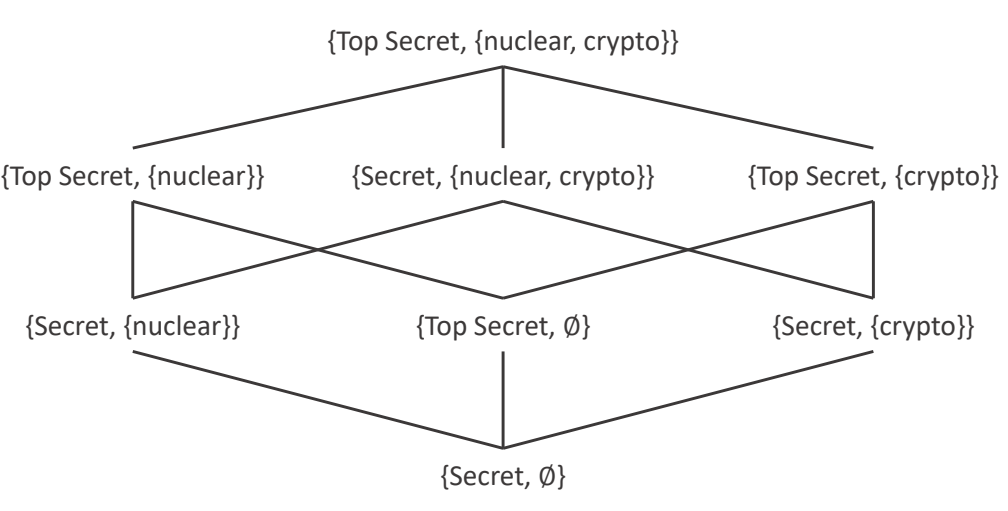 {Top Secret, {nuclear, crypto}}
{Top Secret, {nuclear}}
{Secret, {nuclear, crypto}}
{Top Secret, {crypto}}
{Secret, {nuclear}}
{Top Secret, Ø}
{Secret, {crypto}}
{Secret, Ø}